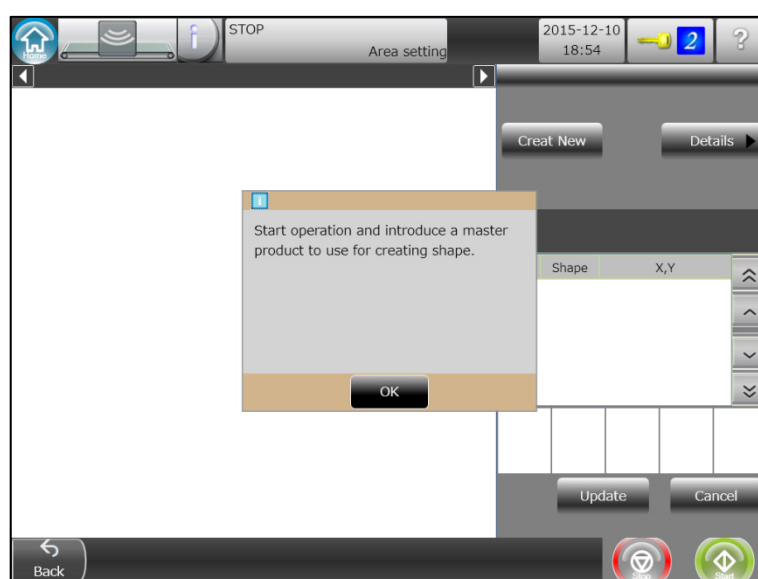 STOP
Area setting
2015-12-10
18:54
2
?
Home
i
Creat New
Details
i
Start operation and introduce a master
product to use for creating shape.
Shape
X,Y
OK
Update
Cancel
Back
Stop
Start